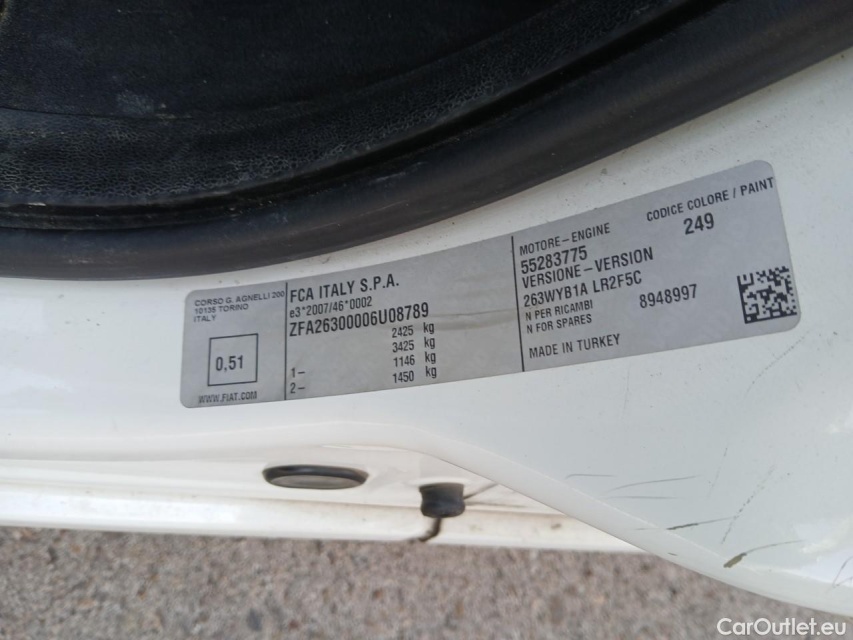 CORSO G. AGNELLI 200
10135 TORINO
ITALY
0,51
WWW.FIAT.COM
FCA ITALY S.P.A.
e3*2007/46*0002
ZFA26300006U08789
2425 kg
3425 kg
1– 1146 kg
2– 1450 kg
MOTORE–ENGINE
55283775
VERSIONE–VERSION
263WYB1A LR2F5C
N PER RICAMBI
N FOR SPARES 8948997
MADE IN TURKEY
CODICE COLORE / PAINT
249
CarOutlet.eu